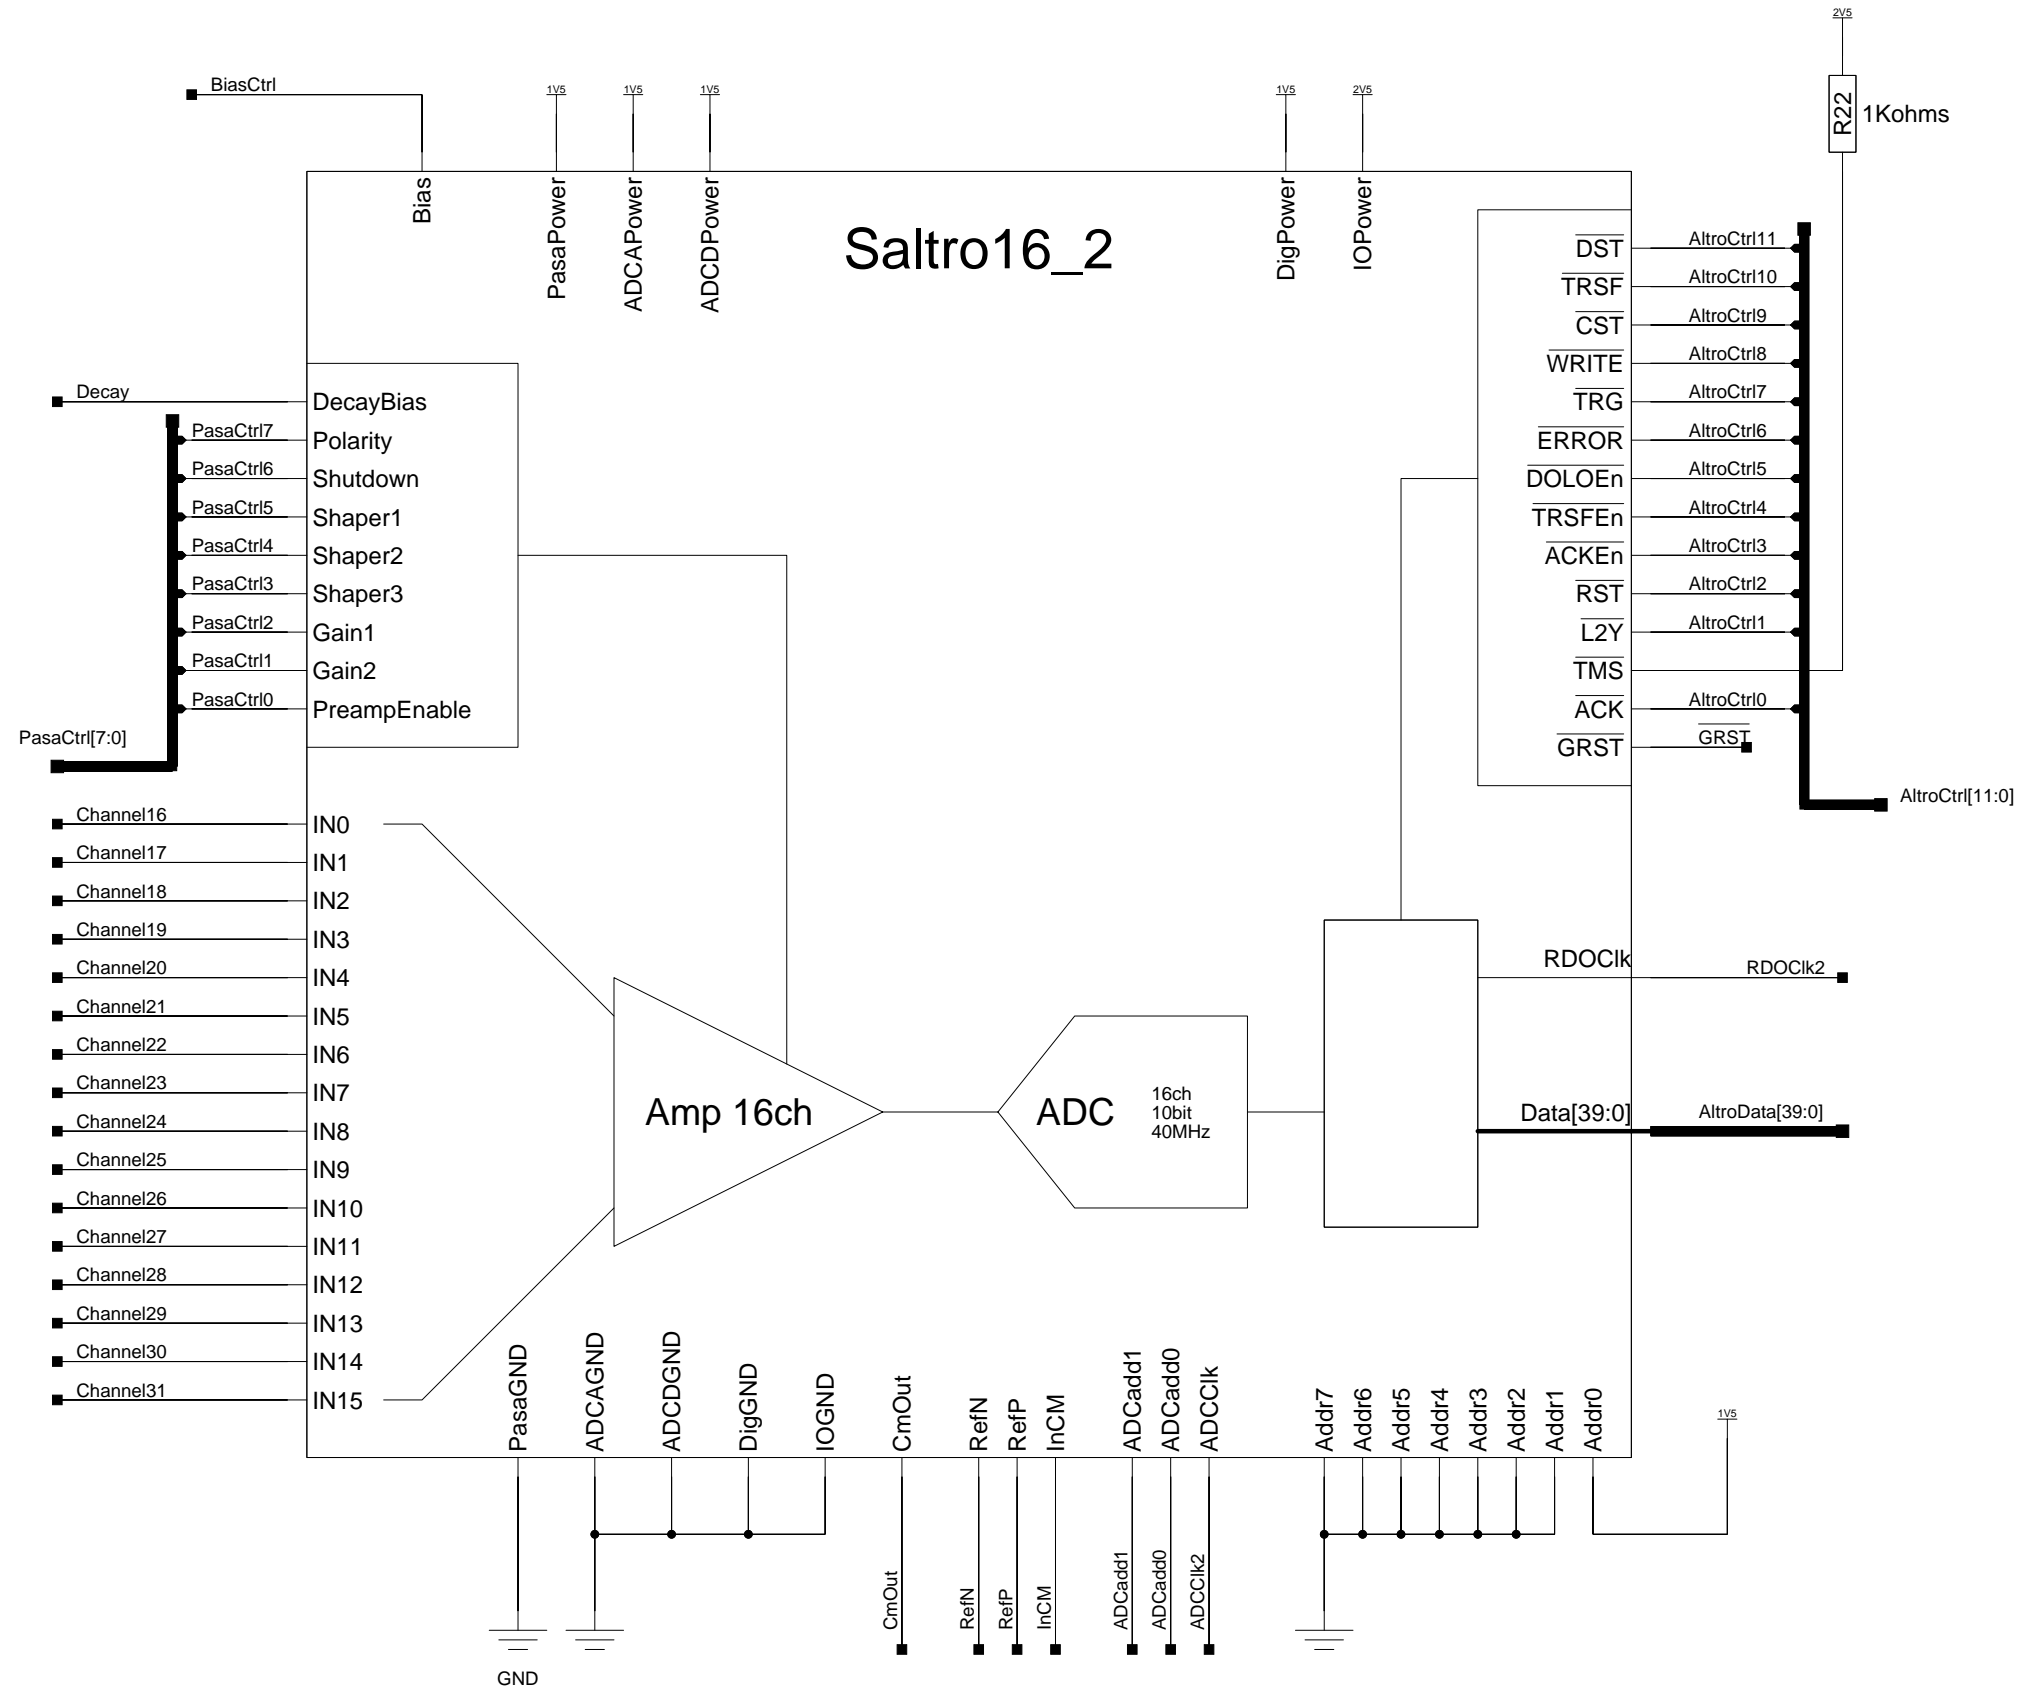 2V5
R22
1Kohms
BiasCtrl
1V5
1V5
1V5
1V5
2V5
Bias
PasaPower
ADCAPower
ADCDPower
DigPower
IOPower
Saltro16_2
Decay
DecayBias
PasaCtrl7
Polarity
PasaCtrl6
Shutdown
PasaCtrl5
Shaper1
PasaCtrl4
Shaper2
PasaCtrl3
Shaper3
PasaCtrl2
Gain1
PasaCtrl1
Gain2
PasaCtrl0
PreampEnable
PasaCtrl[7:0]
DST
AltroCtrl11
TRSF
AltroCtrl10
CST
AltroCtrl9
WRITE
AltroCtrl8
TRG
AltroCtrl7
ERROR
AltroCtrl6
DOLOEn
AltroCtrl5
TRSFEn
AltroCtrl4
ACKEn
AltroCtrl3
RST
AltroCtrl2
L2Y
AltroCtrl1
TMS
ACK
AltroCtrl0
GRST
GRST
AltroCtrl[11:0]
Channel16
IN0
Channel17
IN1
Channel18
IN2
Channel19
IN3
Channel20
IN4
Channel21
IN5
Channel22
IN6
Channel23
IN7
Channel24
IN8
Channel25
IN9
Channel26
IN10
Channel27
IN11
Channel28
IN12
Channel29
IN13
Channel30
IN14
Channel31
IN15
Amp 16ch
ADC
16ch
10bit
40MHz
RDOClk
RDOClk2
Data[39:0]
AltroData[39:0]
PasaGND
ADCAGND
ADCDGND
DigGND
IOGND
CmOut
RefN
RefP
InCM
ADCadd1
ADCadd0
ADCClk
Addr7
Addr6
Addr5
Addr4
Addr3
Addr2
Addr1
Addr0
1V5
CmOut
RefN
RefP
InCM
ADCadd1
ADCadd0
ADCClk2
GND